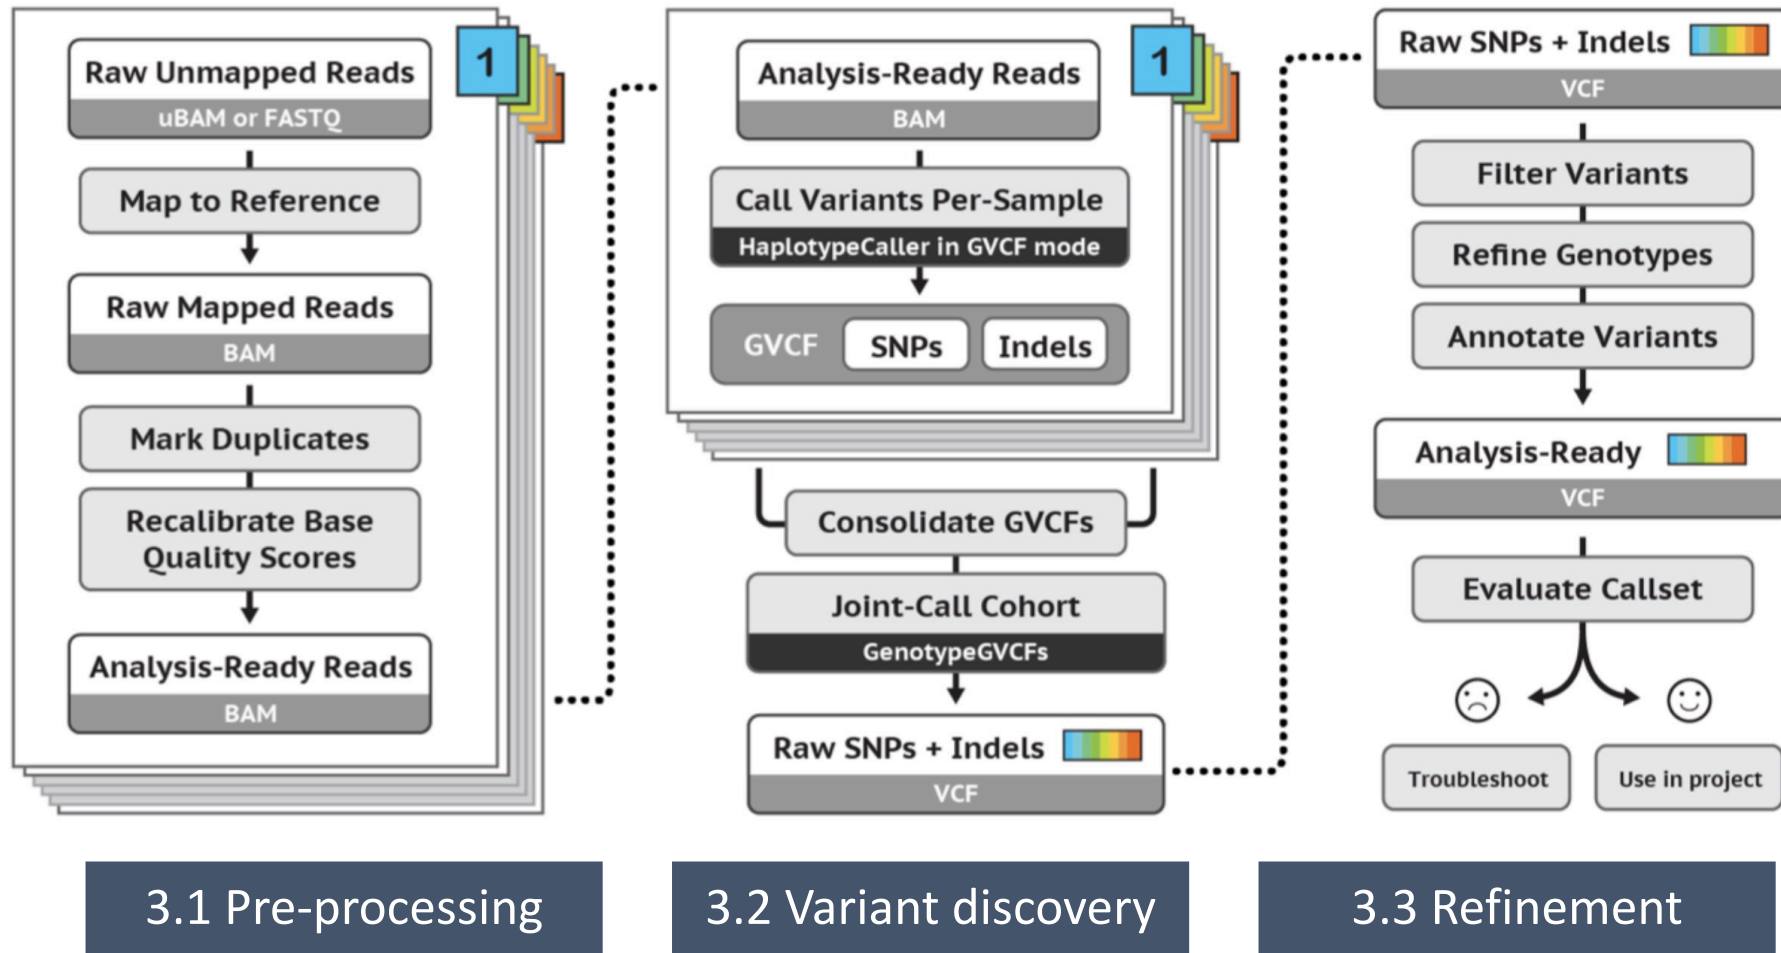 1
Raw Unmapped Reads
uBAM or FASTQ
Map to Reference
Raw Mapped Reads
BAM
Mark Duplicates
Recalibrate Base
Quality Scores
Analysis-Ready Reads
BAM
1
Analysis-Ready Reads
BAM
Call Variants Per-Sample
HaplotypeCaller in GVCF mode
GVCF SNPs Indels
Consolidate GVCFs
Joint-Call Cohort
GenotypeGVCFs
Raw SNPs + Indels
VCF
Raw SNPs + Indels
VCF
Filter Variants
Refine Genotypes
Annotate Variants
Analysis-Ready
VCF
Evaluate Callset
Troubleshoot Use in project
3.1 Pre-processing
3.2 Variant discovery
3.3 Refinement